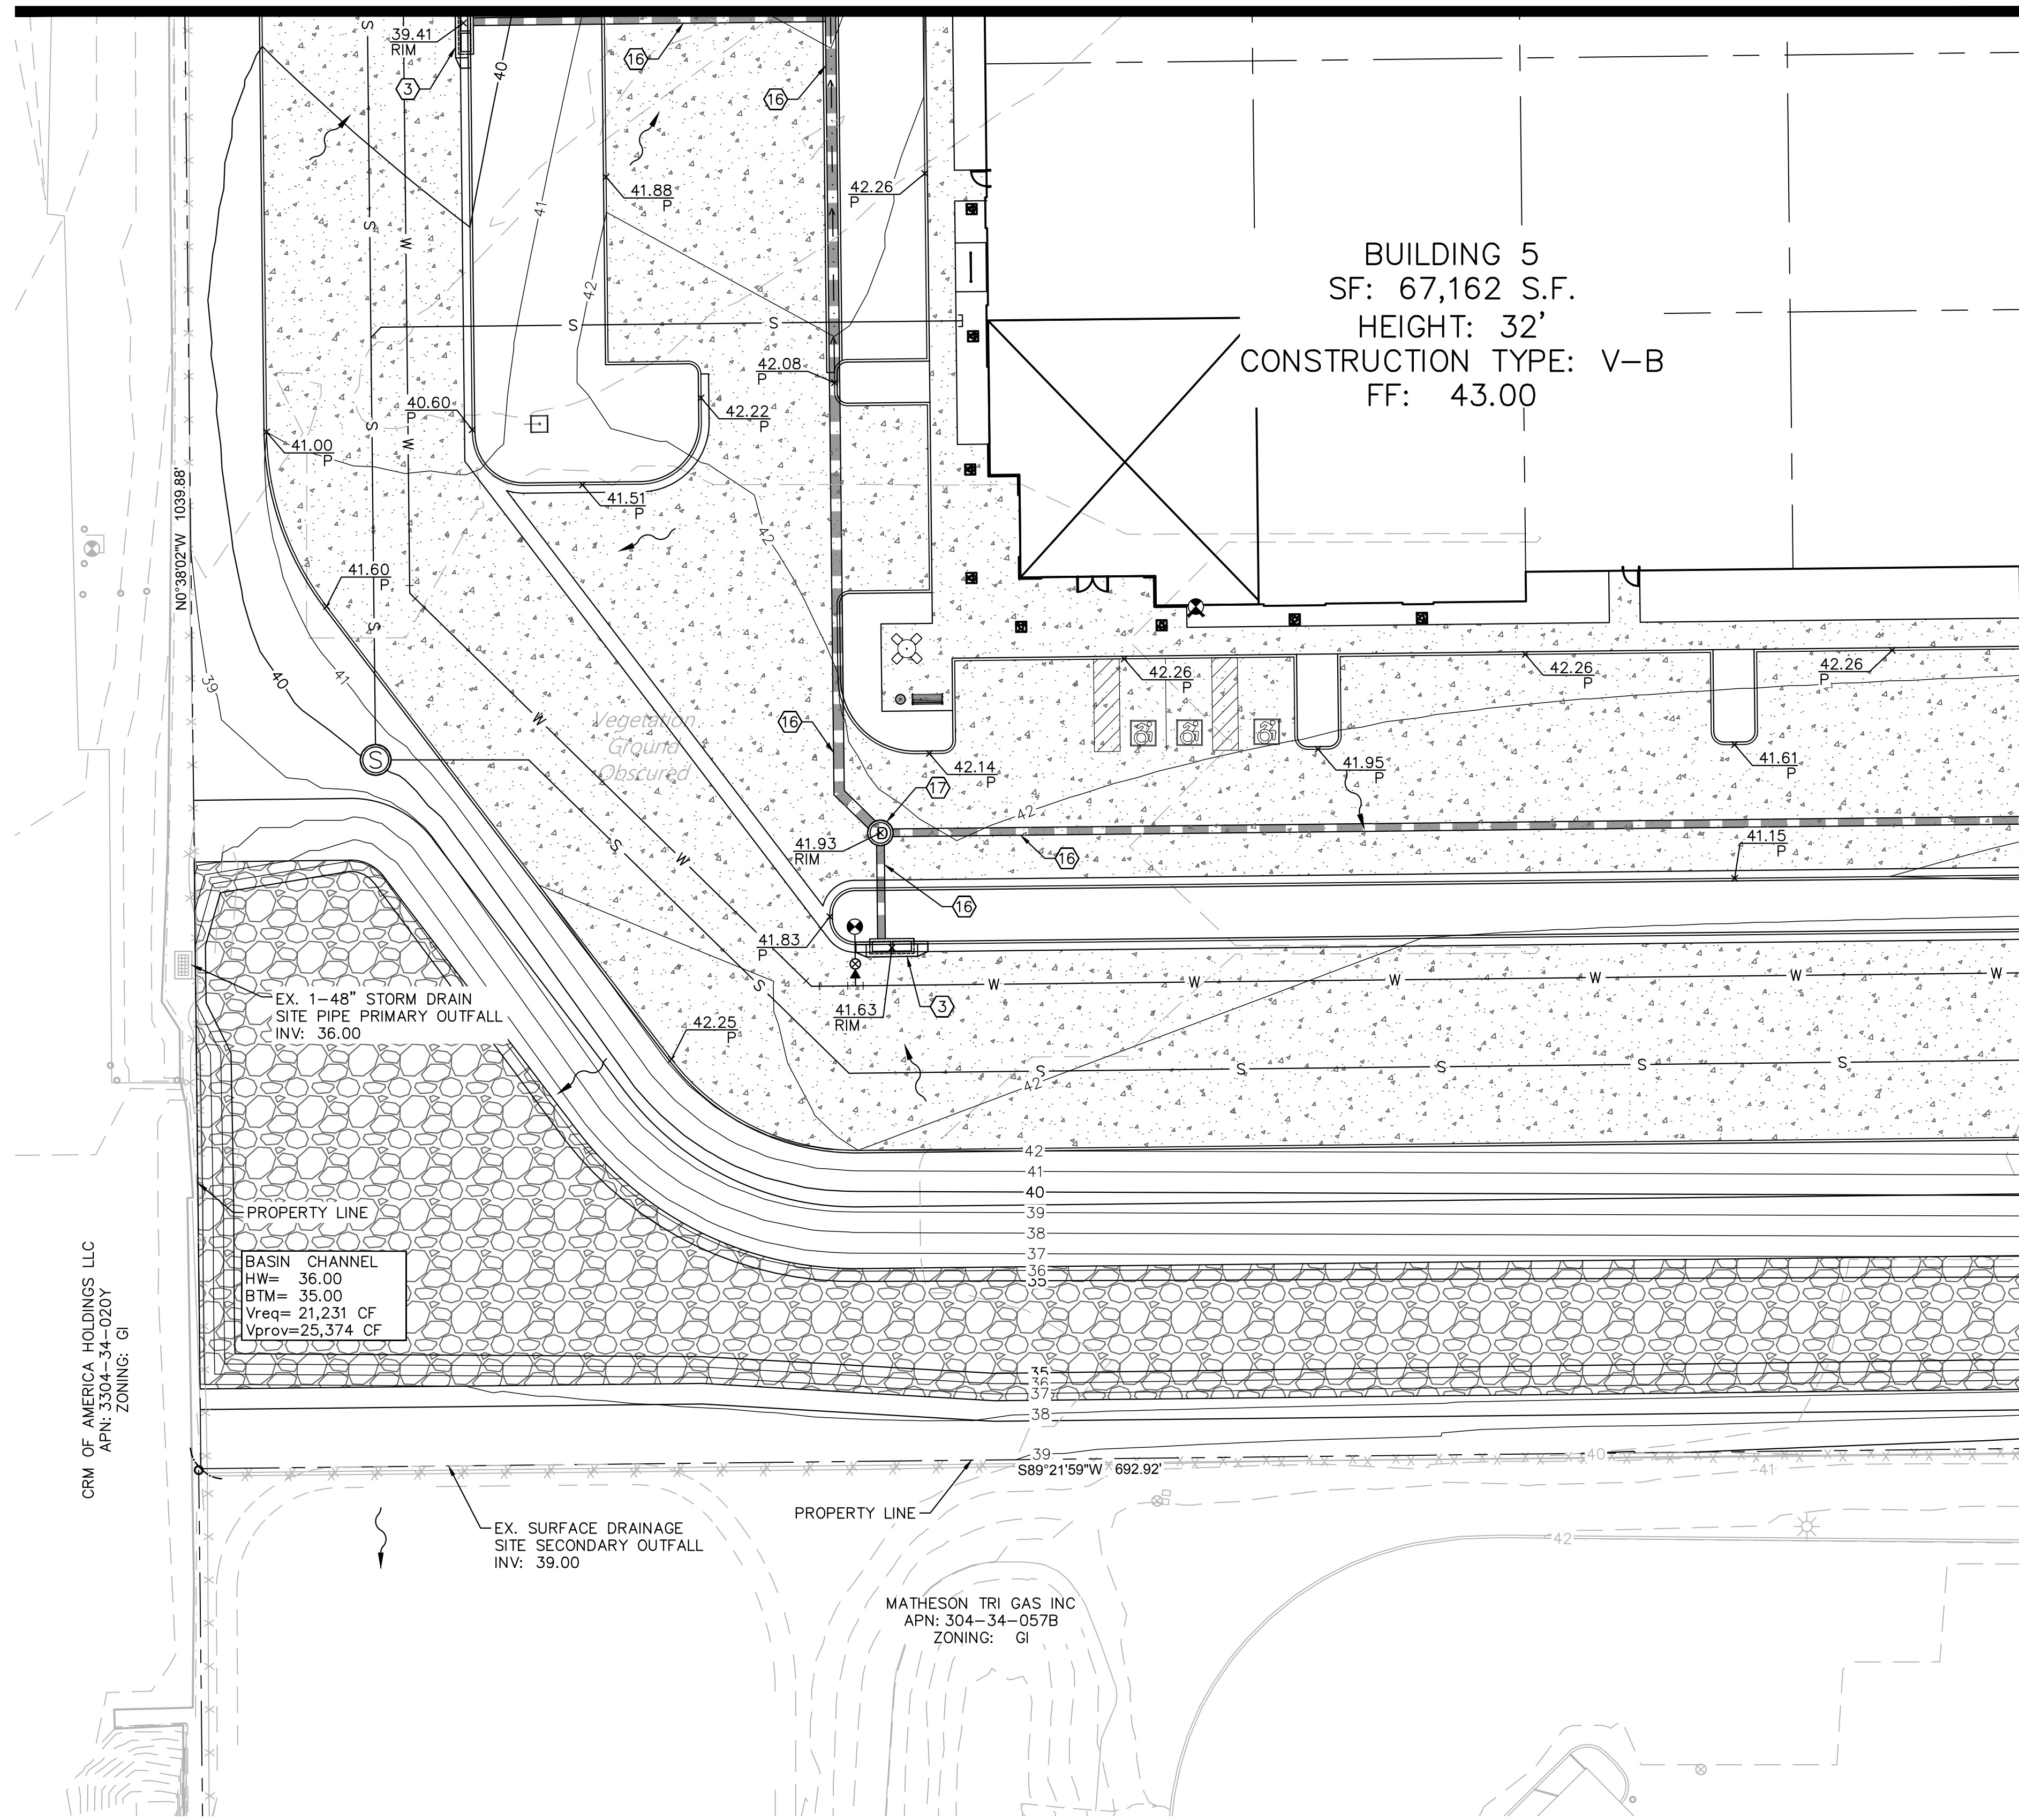 39.41
RIM
3
40
16
16
41.88
P
42.26
P
41
42
BUILDING 5
SF: 67,162 S.F.
HEIGHT: 32'
CONSTRUCTION TYPE: V-B
FF: 43.00
S
S
S
W
S
S
42.08
P
40.60
P
42.22
P
W
S
41.00
P
41.51
P
42
N0°38'02"W 1039.88'
41.60
P
S
39
40
41
42.26
P
42.26
P
42.26
P
W
Vegetation
Ground
Obscured
16
42.14
P
41.95
P
41.61
P
17
S
42
41.93
RIM
16
41.15
P
S
W
16
41.83
P
S
W
W
W
W
W
W
EX. 1-48" STORM DRAIN
SITE PIPE PRIMARY OUTFALL
INV: 36.00
41.63
RIM
3
42.25
P
S
S
S
S
S
42
42
41
40
39
38
37
36
35
PROPERTY LINE
BASIN CHANNEL
HW= 36.00
BTM= 35.00
Vreq= 21,231 CF
Vprov=25,374 CF
CRM OF AMERICA HOLDINGS LLC
APN: 3304-34-020Y
ZONING: GI
35
36
37
38
39
40
S89°21'59"W 692.92'
41
PROPERTY LINE
EX. SURFACE DRAINAGE
SITE SECONDARY OUTFALL
INV: 39.00
42
MATHESON TRI GAS INC
APN: 304-34-057B
ZONING: GI